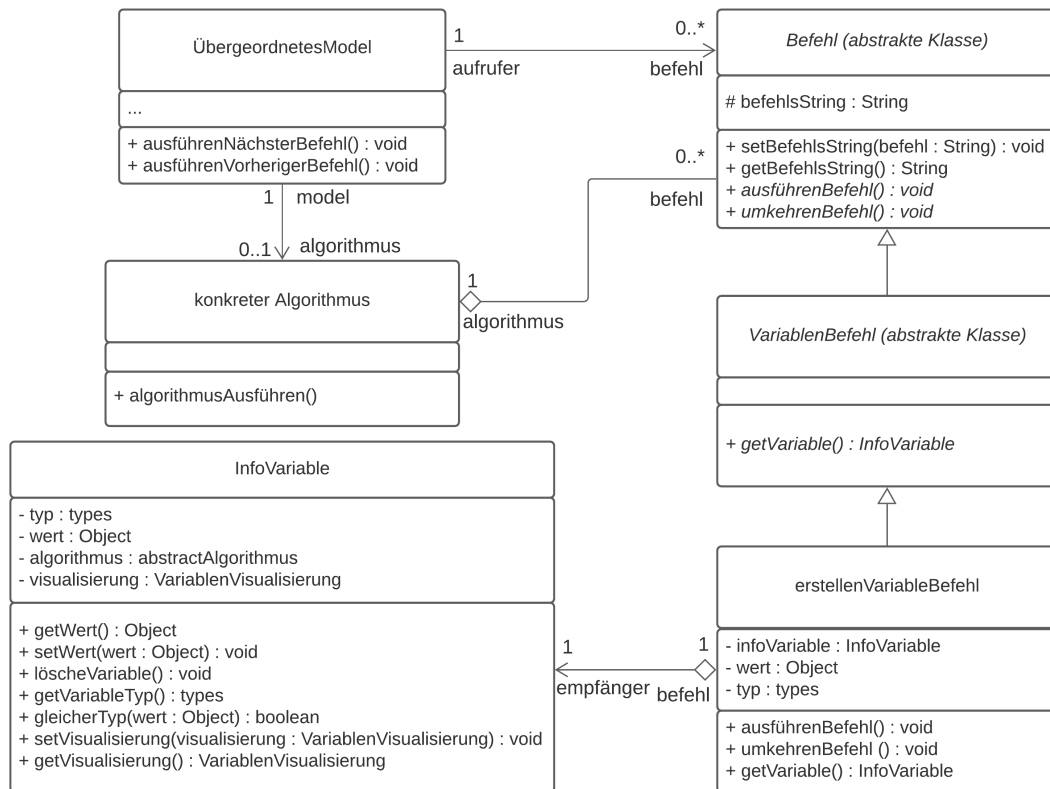 ÜbergeordnetesModel
...
+ ausführenNächsterBefehl() : void
+ ausführenVorherigerBefehl() : void
1
aufrufer
0..*
befehl
Befehl (abstrakte Klasse)
# befehlsString : String
+ setBefehlsString(befehl : String) : void
+ getBefehlsString() : String
+ ausführenBefehl() : void
+ umkehrenBefehl() : void
0..*
befehl
1
model
0..1
algorithmus
konkreter Algorithmus
+ algorithmusAusführen()
1
algorithmus
VariablenBefehl (abstrakte Klasse)
+ getVariable() : InfoVariable
InfoVariable
- typ : types
- wert : Object
- algorithmus : abstractAlgorithmus
- visualisierung : VariablenVisualisierung
+ getWert() : Object
+ setWert(wert : Object) : void
+ löscheVariable() : void
+ getVariableTyp() : types
+ gleicherTyp(wert : Object) : boolean
+ setVisualisierung(visualisierung : VariablenVisualisierung) : void
+ getVisualisierung() : VariablenVisualisierung
1
empfänger
1
befehl
erstellenVariableBefehl
- infoVariable : InfoVariable
- wert : Object
- typ : types
+ ausführenBefehl() : void
+ umkehrenBefehl () : void
+ getVariable() : InfoVariable